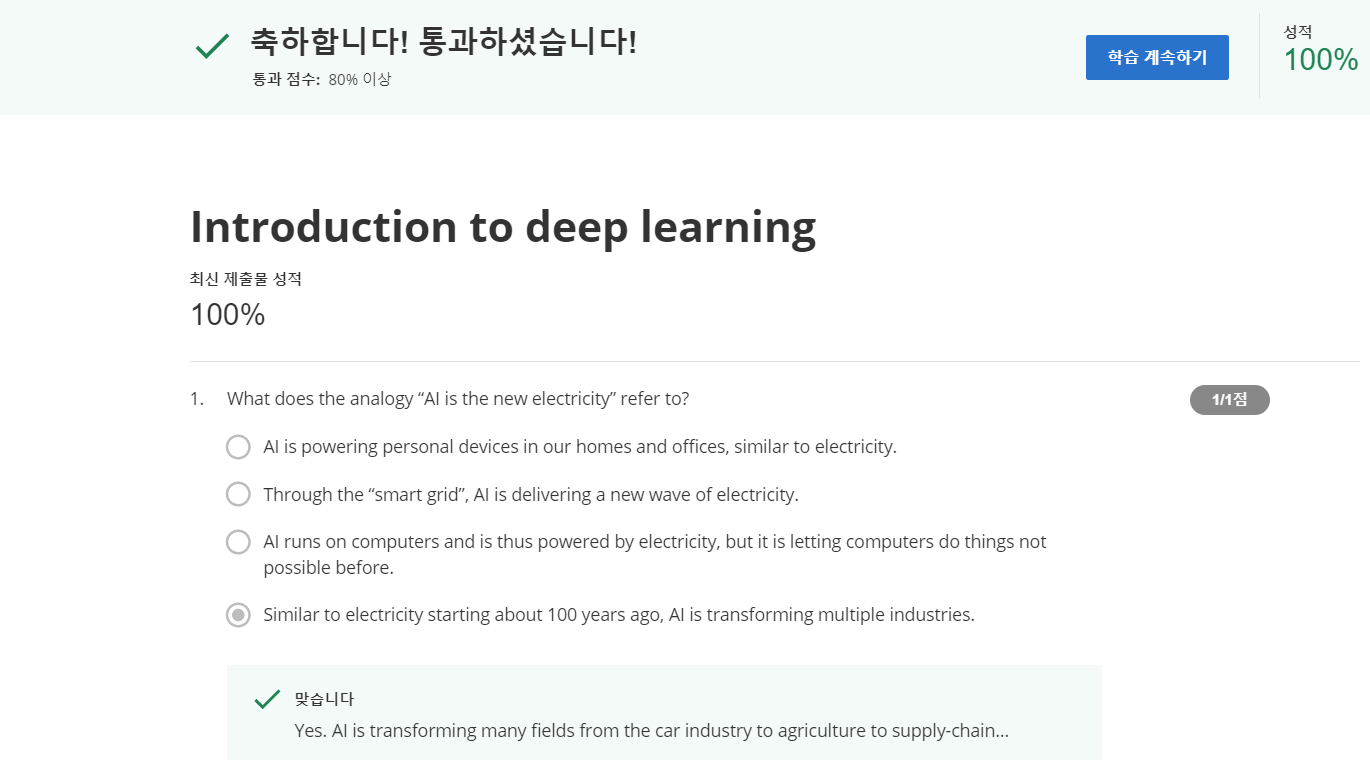 축하합니다! 통과하셨습니다!
통과 점수: 80% 이상
학습 계속하기
성적
100%
Introduction to deep learning
최신 제출물 성적
100%
1. What does the analogy “AI is the new electricity” refer to?
1/1점
AI is powering personal devices in our homes and offices, similar to electricity.
Through the “smart grid”, AI is delivering a new wave of electricity.
AI runs on computers and is thus powered by electricity, but it is letting computers do things not
possible before.
Similar to electricity starting about 100 years ago, AI is transforming multiple industries.
맞습니다
Yes. AI is transforming many fields from the car industry to agriculture to supply-chain...